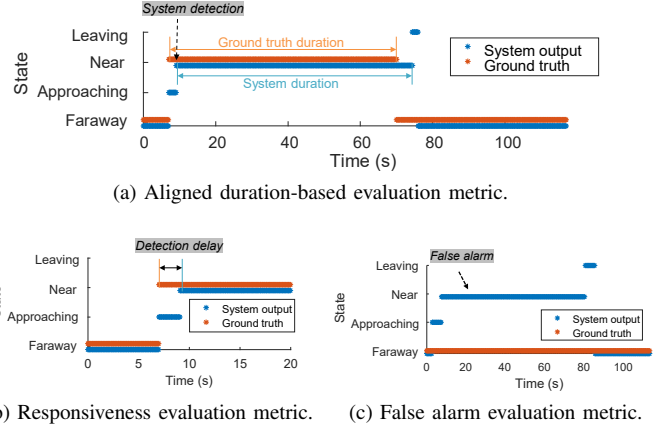 System detection
Leaving
Near
Approaching
Faraway
State
Ground truth duration
System duration
System output
Ground truth
0
20
40
60
80
100
Time (s)
(a) Aligned duration-based evaluation metric.
Detection delay
Leaving
Near
Approaching
Faraway
System output
Ground truth
0
5
10
15
20
Time (s)
) Responsiveness evaluation metric.
False alarm
Leaving
Near
Approaching
Faraway
State
System output
Ground truth
0
20
40
60
80
100
Time (s)
(c) False alarm evaluation metric.